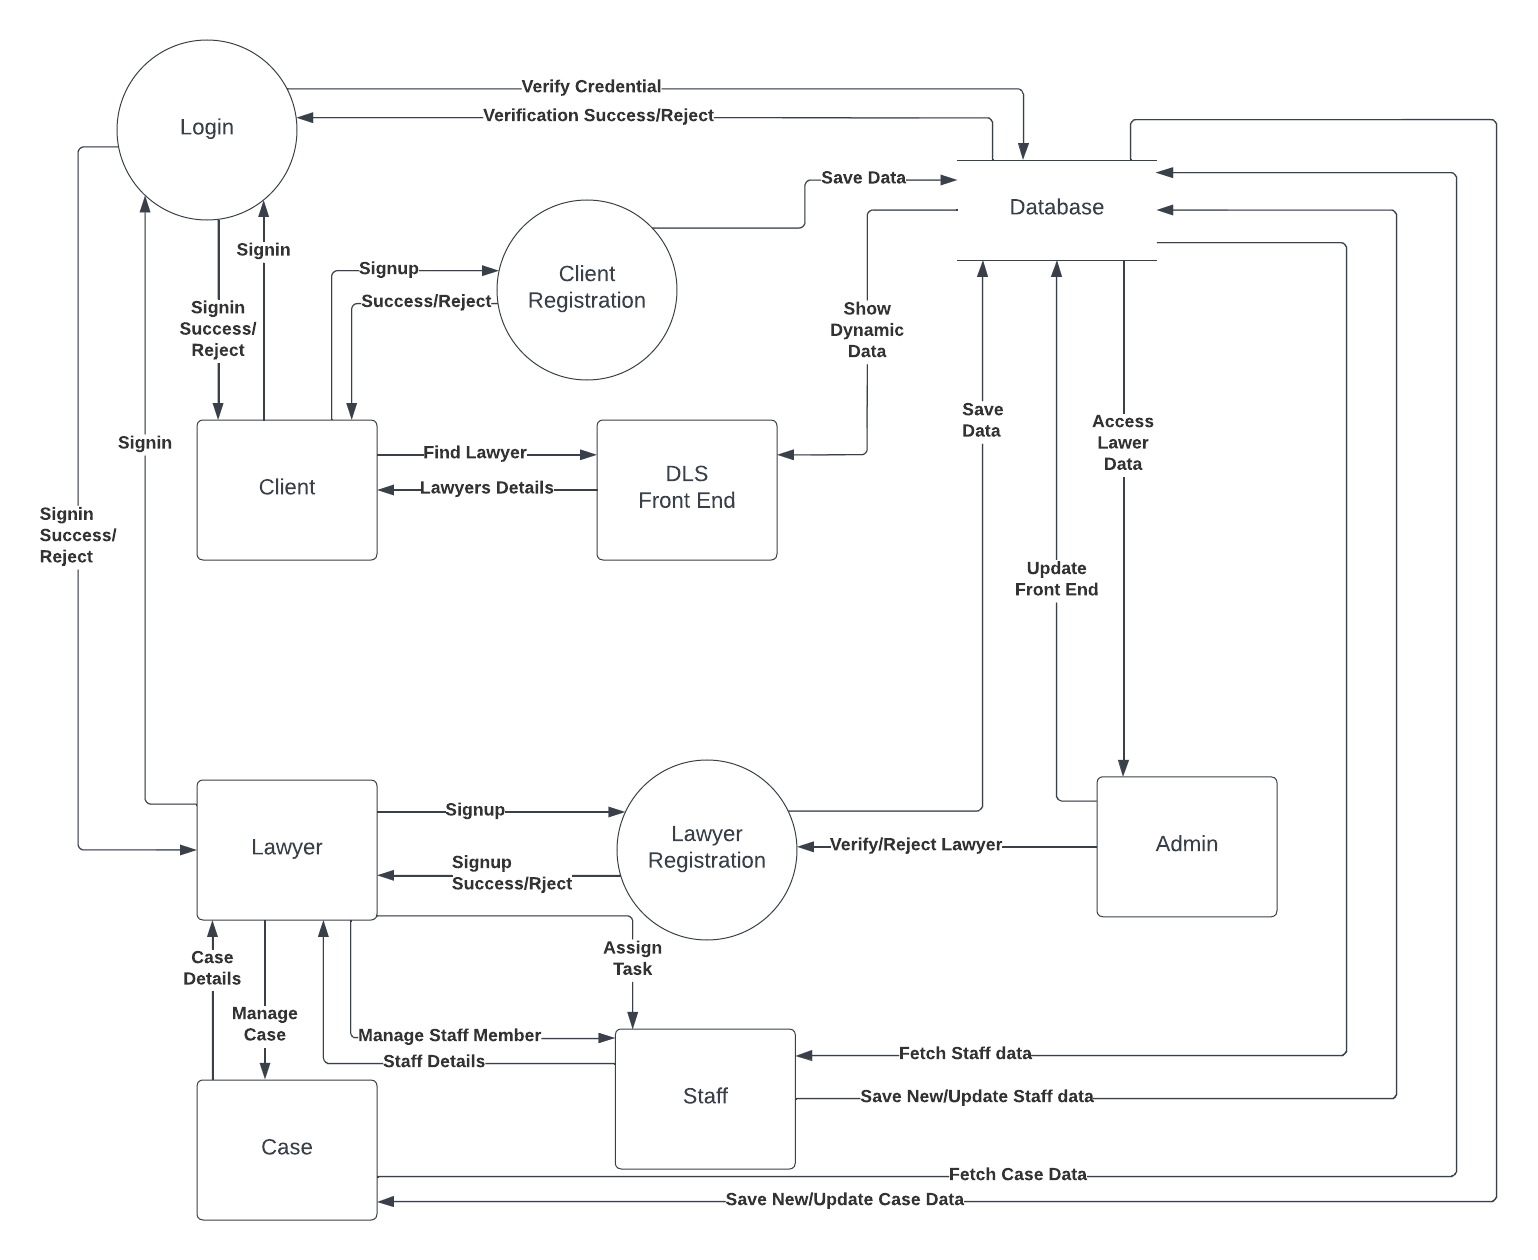 Verify Credential
Verification Success/Reject
Login
Save Data
Database
Signin
Signup
Client
Registration
Success/Reject
Signin
Success/
Reject
Show
Dynamic
Data
Save
Data
Access
Lawer
Data
Signin
Find Lawyer
DLS
Front End
Client
Lawyers Details
Signin
Success/
Reject
Update
Front End
Signup
Lawyer
Registration
Lawyer
Verify/Reject Lawyer
Admin
Signup
Success/Rject
Case
Details
Assign
Task
Manage
Case
Manage Staff Member
Staff Details
Fetch Staff data
Staff
Save New/Update Staff data
Case
Fetch Case Data
Save New/Update Case Data